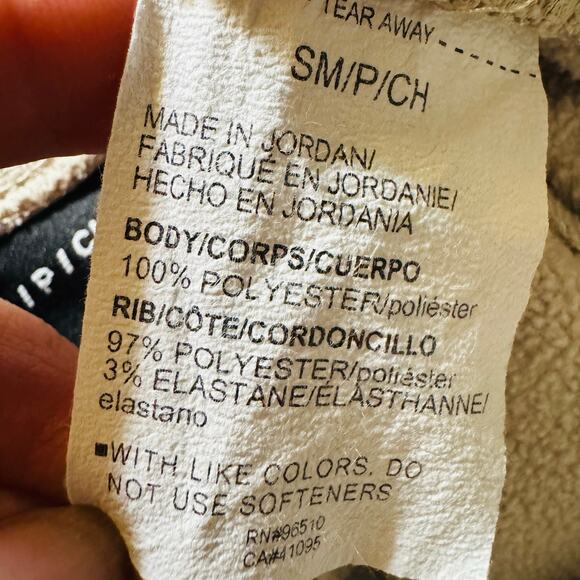 TEAR AWAY
SM/P/CH
MADE IN JORDAN/
FABRIQUÉ EN JORDANIE/
HECHO EN JORDANIA
BODY/CORPS/CUERPO
100% POLYESTER/poliéster
RIB/CÔTE/CORDONCILLO
97% POLYESTER/poliéster
3% ELASTANE/ÉLASTHANNE/
elastano
■WITH LIKE COLORS. DO
NOT USE SOFTENERS
RN#96510
CA#41095
/P/C